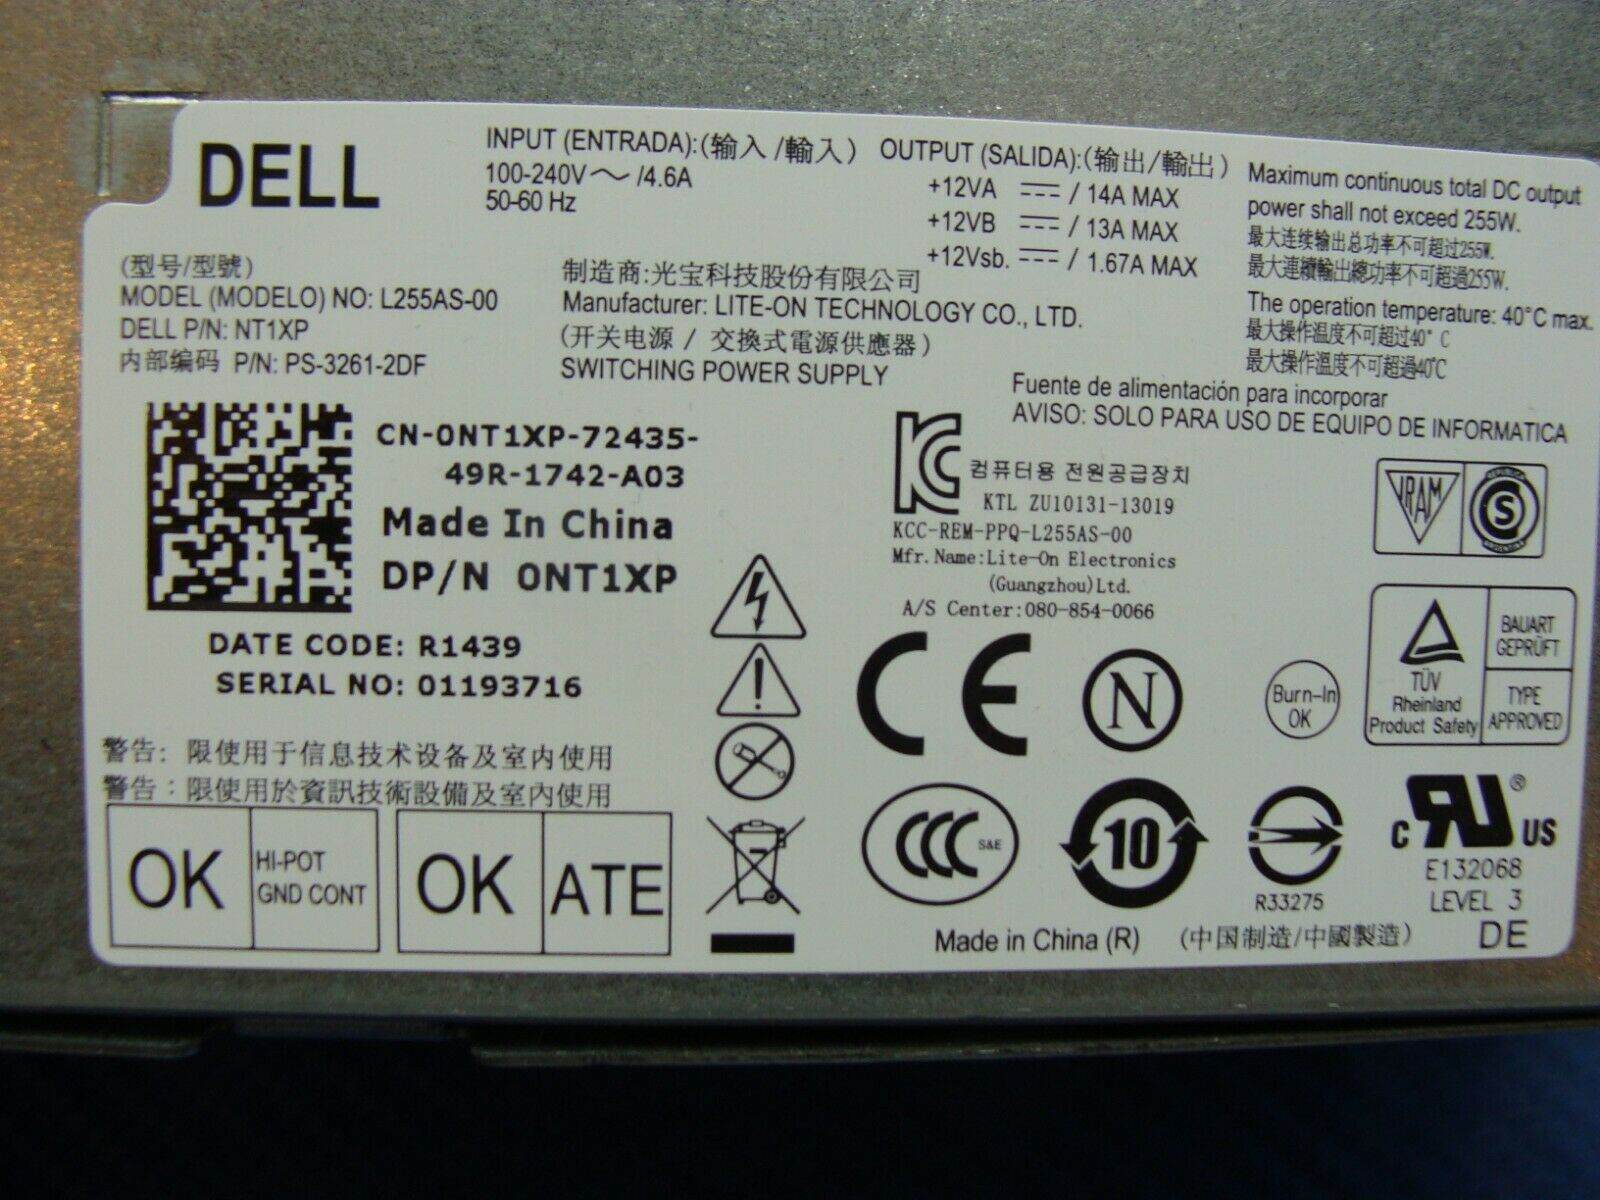 DELL
INPUT (ENTRADA):(输入/輸入)
100-240V～ /4.6A
50-60 Hz
OUTPUT (SALIDA):(输出/輸出)
+12VA ⎓ / 14A MAX
+12VB ⎓ / 13A MAX
+12Vsb. ⎓ / 1.67A MAX
Maximum continuous total DC output
power shall not exceed 255W.
最大连续输出总功率不可超过255W.
最大連續輸出總功率不可超過255W.
The operation temperature: 40°C max.
最大操作温度不可超过40°C
最大操作溫度不可超過40℃
(型号/型號)
MODEL (MODELO) NO: L255AS-00
DELL P/N: NT1XP
内部编码 P/N: PS-3261-2DF
制造商:光宝科技股份有限公司
Manufacturer: LITE-ON TECHNOLOGY CO., LTD.
(开关电源 / 交換式電源供應器)
SWITCHING POWER SUPPLY
Fuente de alimentación para incorporar
AVISO: SOLO PARA USO DE EQUIPO DE INFORMATICA
CN-0NT1XP-72435-
49R-1742-A03
Made In China
DP/N 0NT1XP
DATE CODE: R1439
SERIAL NO: 01193716
컴퓨터용 전원공급장치
KTL ZU10131-13019
KCC-REM-PPQ-L255AS-00
Mfr. Name:Lite-On Electronics
(Guangzhou)Ltd.
A/S Center:080-854-0066
IRAM
S
CE
N
Burn-In
OK
TÜV
Rheinland
Product Safety
BAUART
GEPRÜFT
TYPE
APPROVED
警告: 限使用于信息技术设备及室内使用
警告：限使用於資訊技術設備及室內使用
OK
HI-POT
GND CONT
OK
ATE
CCC
S&E
10
R33275
c RU ® US
E132068
LEVEL 3
DE
Made in China (R) (中国制造/中國製造)